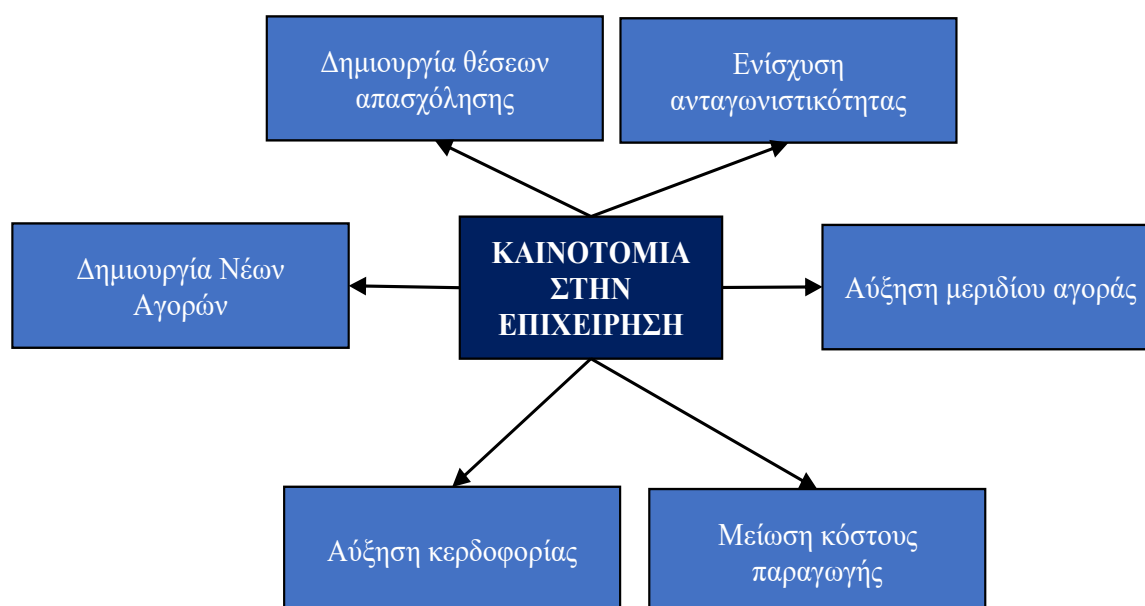 Δημιουργία θέσεων
απασχόλησης
Ενίσχυση
ανταγωνιστικότητας
Δημιουργία Νέων
Αγορών
ΚΑΙΝΟΤΟΜΙΑ
ΣΤΗΝ
ΕΠΙΧΕΙΡΗΣΗ
Αύξηση μεριδίου αγοράς
Αύξηση κερδοφορίας
Μείωση κόστους
παραγωγής